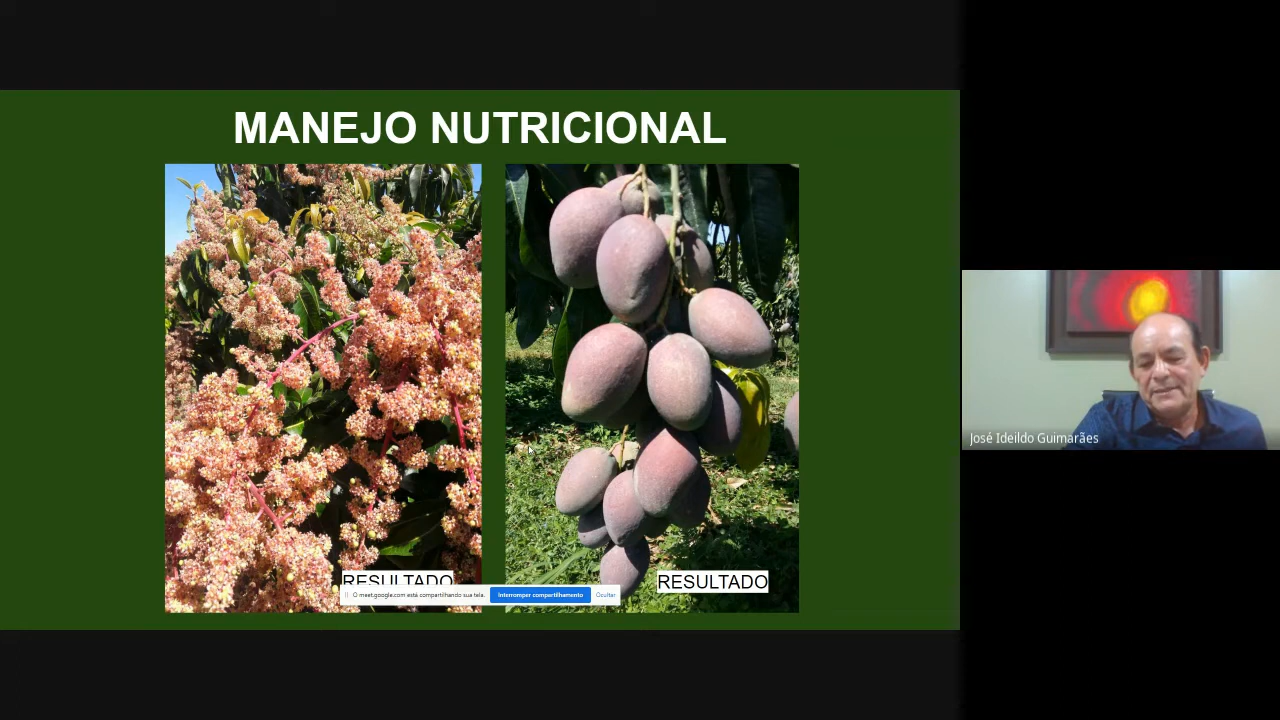 MANEJO NUTRICIONAL
RESULTADO
RESULTADO
O meet.google.com está compartilhando sua tela.
Interromper compartilhamento
Ocultar
José Ideildo Guimarães